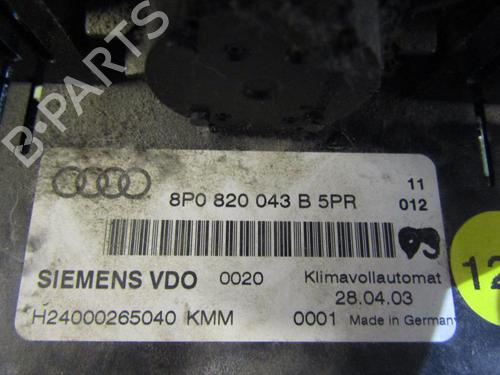 B-PARTS
8P0 820 043 B 5PR
11
012
SIEMENS VDO 0020 Klimavollautomat
28.04.03
H24000265040 KMM 0001 Made in Germany
12